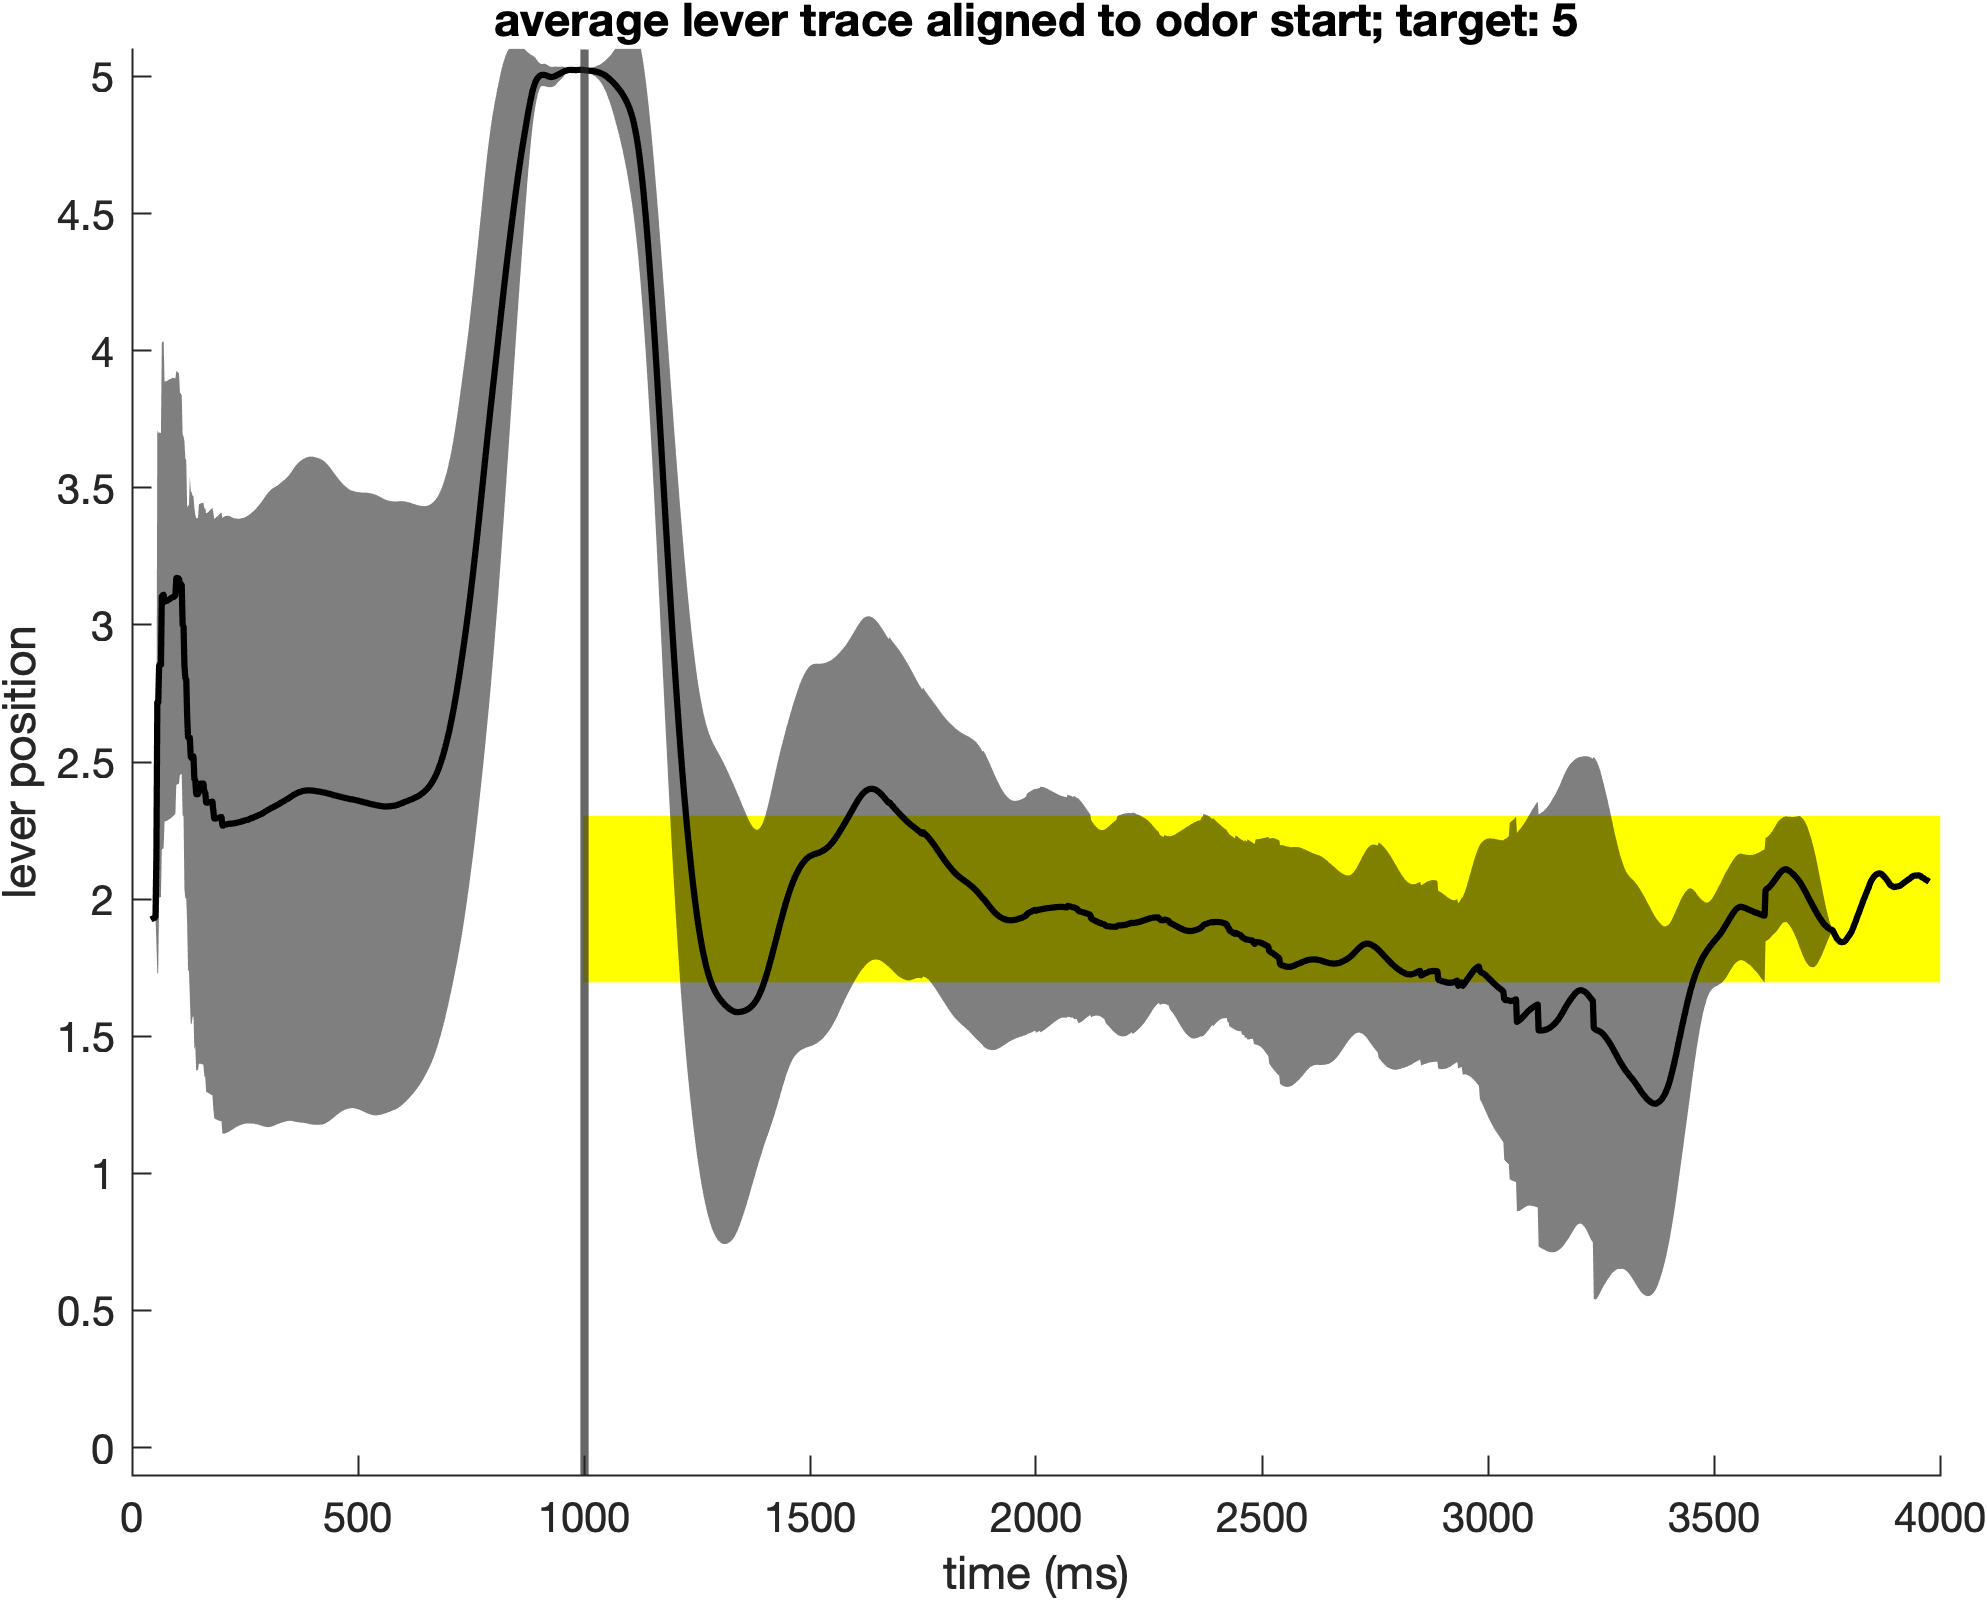 average lever trace aligned to odor start; target: 5
5
4.5
4
3.5
3
2.5
2
1.5
1
0.5
0
lever position
0 500 1000 1500 2000 2500 3000 3500 4000
time (ms)